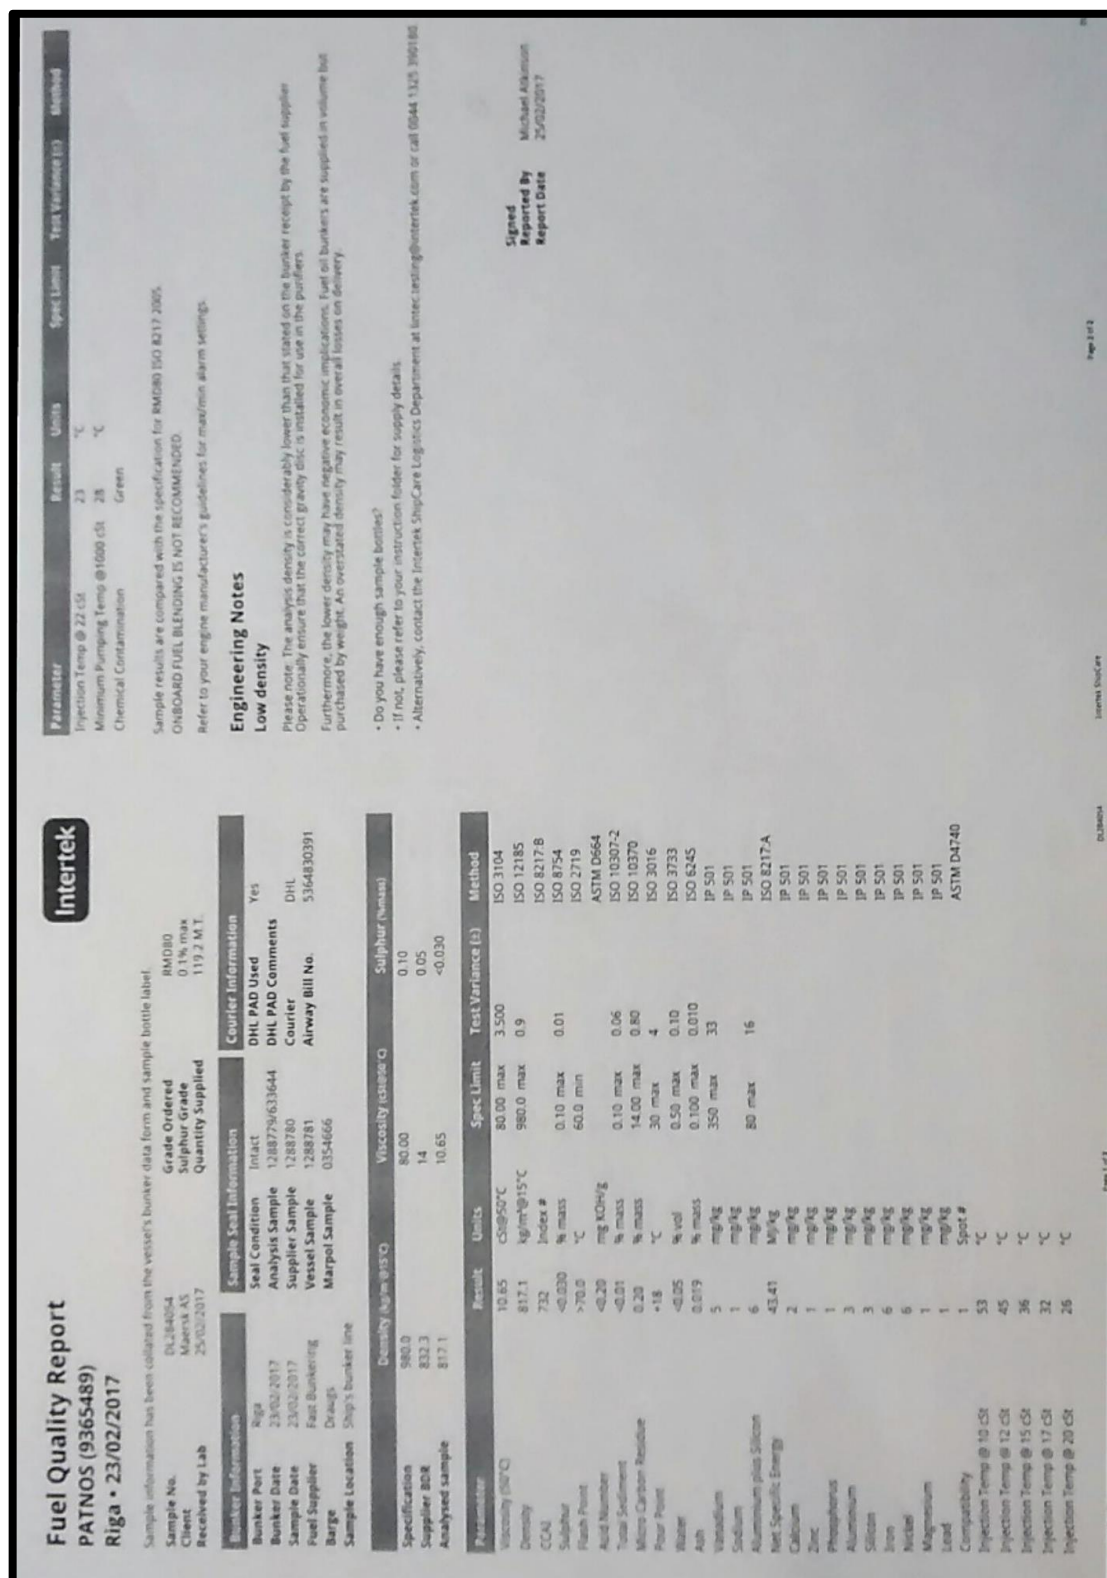 Fuel Quality Report
Intertek
PATNOS (9365489)
Riga • 23/02/2017
Sample information has been collated from the vessel's bunker data form and sample bottle label.
Sample No. DL284054 Grade Ordered RMD80
Client Maersk AS Sulphur Grade 0.1% max
Received by Lab 25/02/2017 Quantity Supplied 119.2 M.T.
Bunker Information Sample Seal Information Courier Information
Bunker Port Riga Seal Condition Intact DHL PAD Used Yes
Bunker Date 23/02/2017 Analysis Sample 1288779/633644 DHL PAD Comments
Sample Date 23/02/2017 Supplier Sample 1288780 Courier DHL
Fuel Supplier Fast Bunkering Vessel Sample 1288781 Airway Bill No. 5364830391
Barge Draugs Marpol Sample 0354666
Sample Location Ship's bunker line
Density (kg/m³@15°C) Viscosity (cSt@50°C) Sulphur (%mass)
Specification 980.0 80.00 0.10
Supplier BDR 832.3 14 0.05
Analysed sample 817.1 10.65 <0.030
Parameter Result Units Spec Limit Test Variance (±) Method
Viscosity (50°C) 10.65 cSt@50°C 80.00 max 3.500 ISO 3104
Density 817.1 kg/m³@15°C 980.0 max 0.9 ISO 12185
CCAI 732 Index # ISO 8217:B
Sulphur <0.030 % mass 0.10 max 0.01 ISO 8754
Flash Point >70.0 °C 60.0 min ISO 2719
Acid Number <0.20 mg KOH/g ASTM D664
Total Sediment <0.01 % mass 0.10 max 0.06 ISO 10307-2
Micro Carbon Residue 0.20 % mass 14.00 max 0.80 ISO 10370
Pour Point +18 °C 30 max 4 ISO 3016
Water <0.05 % vol 0.50 max 0.10 ISO 3733
Ash 0.019 % mass 0.100 max 0.010 ISO 6245
Vanadium 5 mg/kg 350 max 33 IP 501
Sodium 1 mg/kg IP 501
Aluminium plus Silicon 6 mg/kg 80 max 16 IP 501
Net Specific Energy 43.41 MJ/kg ISO 8217:A
Calcium 2 mg/kg IP 501
Zinc 1 mg/kg IP 501
Phosphorus 1 mg/kg IP 501
Aluminium 3 mg/kg IP 501
Silicon 3 mg/kg IP 501
Iron 6 mg/kg IP 501
Nickel 6 mg/kg IP 501
Magnesium 1 mg/kg IP 501
Lead 1 mg/kg IP 501
Compatibility 1 Spot # ASTM D4740
Injection Temp @ 10 cSt 53 °C
Injection Temp @ 12 cSt 45 °C
Injection Temp @ 15 cSt 36 °C
Injection Temp @ 17 cSt 32 °C
Injection Temp @ 20 cSt 26 °C
DL284054
Parameter Result Units Spec Limit Test Variance (±) Method
Injection Temp @ 22 cSt 23 °C
Minimum Pumping Temp @1000 cSt 28 °C
Chemical Contamination Green
Sample results are compared with the specification for RMD80 ISO 8217:2005.
ONBOARD FUEL BLENDING IS NOT RECOMMENDED.
Refer to your engine manufacturer's guidelines for max/min alarm settings.
Engineering Notes
Low density
Please note: The analysis density is considerably lower than that stated on the bunker receipt by the fuel supplier
Operationally ensure that the correct gravity disc is installed for use in the purifiers.
Furthermore, the lower density may have negative economic implications. Fuel oil bunkers are supplied in volume but
purchased by weight. An overstated density may result in overall losses on delivery.
• Do you have enough sample bottles?
• If not, please refer to your instruction folder for supply details
• Alternatively, contact the Intertek ShipCare Logistics Department at lintec.testing@intertek.com or call 0044 1325 390180
Signed
Reported By Michael Atkinson
Report Date 25/02/2017
Intertek ShipCare
Page 2 of 2